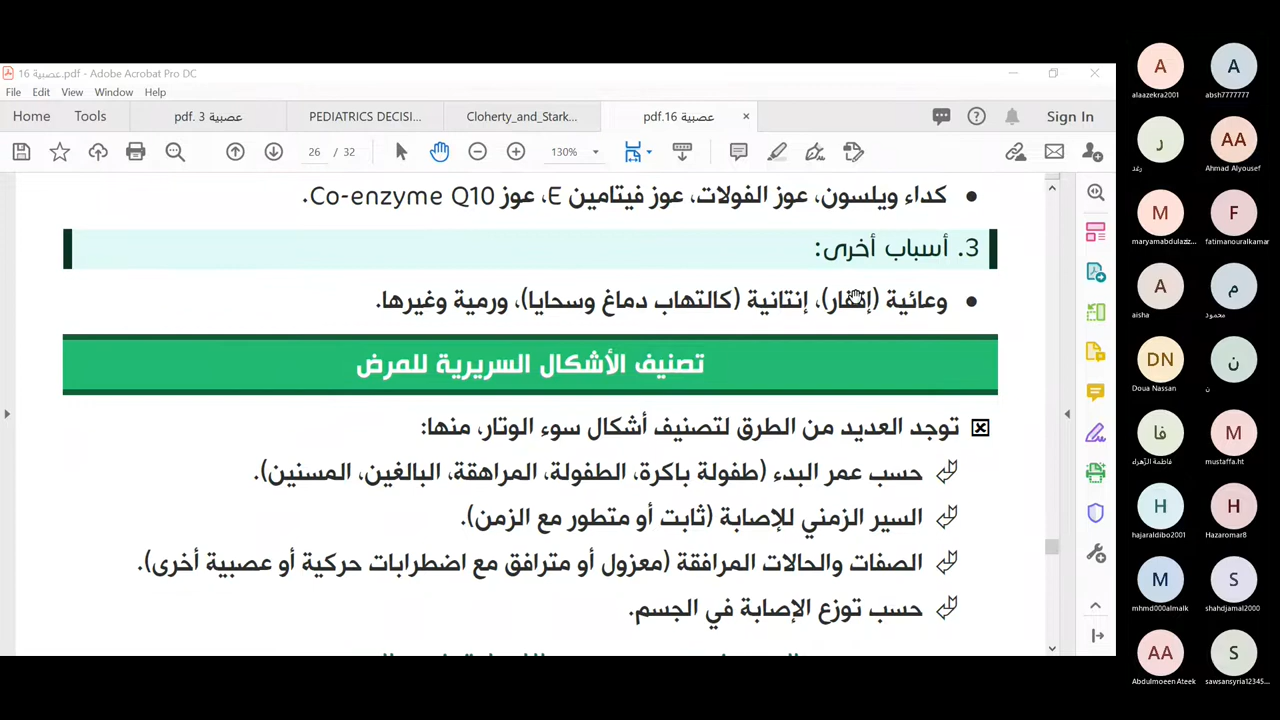 عصبية 16.pdf - Adobe Acrobat Pro DC
File Edit View Window Help
Home Tools
عصبية 3 .pdf
PEDIATRICS DECISI...
Cloherty_and_Stark...
عصبية 16.pdf ×
Sign In
26 / 32
130%
كداء ويلسون، عوز الفولات، عوز فيتامين E، عوز Co-enzyme Q10.
3. أسباب أخرى:
وعائية (إقفار)، إنتانية (كالتهاب دماغ وسحايا)، ورمية وغيرها.
تصنيف الأشكال السريرية للمرض
توجد العديد من الطرق لتصنيف أشكال سوء الوتار، منها:
حسب عمر البدء (طفولة باكرة، الطفولة، المراهقة، البالغين، المسنين).
السير الزمني للإصابة (ثابت أو متطور مع الزمن).
الصفات والحالات المرافقة (معزول أو مترافق مع اضطرابات حركية أو عصبية أخرى).
حسب توزع الإصابة في الجسم.
A A
alaazekra2001 absh7777777
ر AA
رغد Ahmad Alyousef
M F
maryamabdulaziz... fatimanouralkamar
A م
aisha محمود
DN ن
Doua Nassan ن
فا M
فاطمة الزهراء mustaffa.ht
H H
hajaraldibo2001 Hazaromar8
M S
mhmd000almalk shahdjamal2000
AA S
Abdulmoeen Ateek sawsansyria12345...